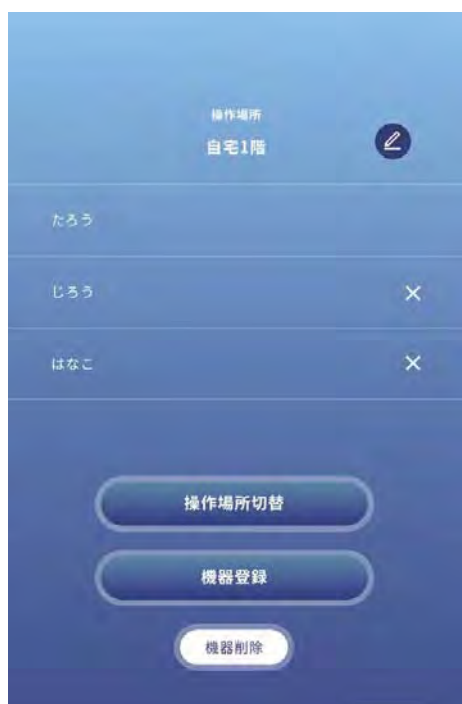 操作場所
自宅1階
たろう
じろう
はなこ
操作場所切替
機器登録
機器削除